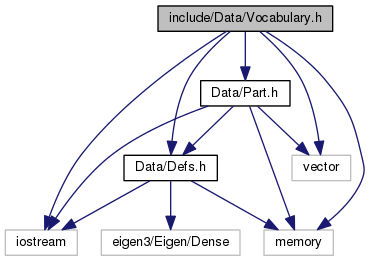 include/Data/Vocabulary.h
Data/Part.h
Data/Defs.h
vector
iostream
eigen3/Eigen/Dense
memory